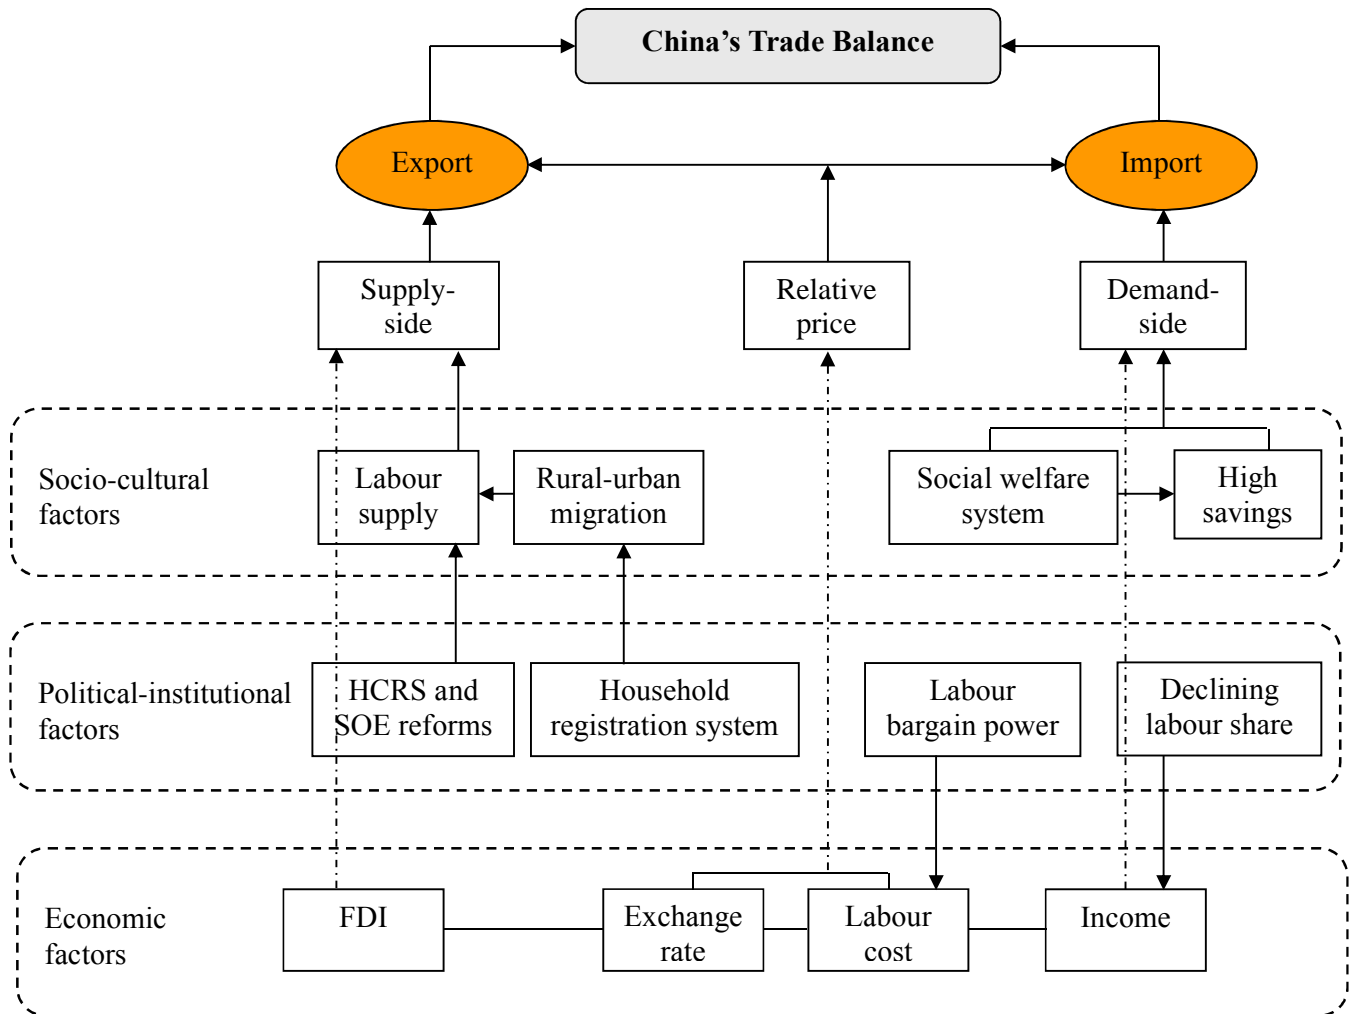 China’s Trade Balance
Export
Import
Supply-
side
Relative
price
Demand-
side
Socio-cultural
factors
Labour
supply
Rural-urban
migration
Social welfare
system
High
savings
Political-institutional
factors
HCRS and
SOE reforms
Household
registration system
Labour
bargain power
Declining
labour share
Economic
factors
FDI
Exchange
rate
Labour
cost
Income